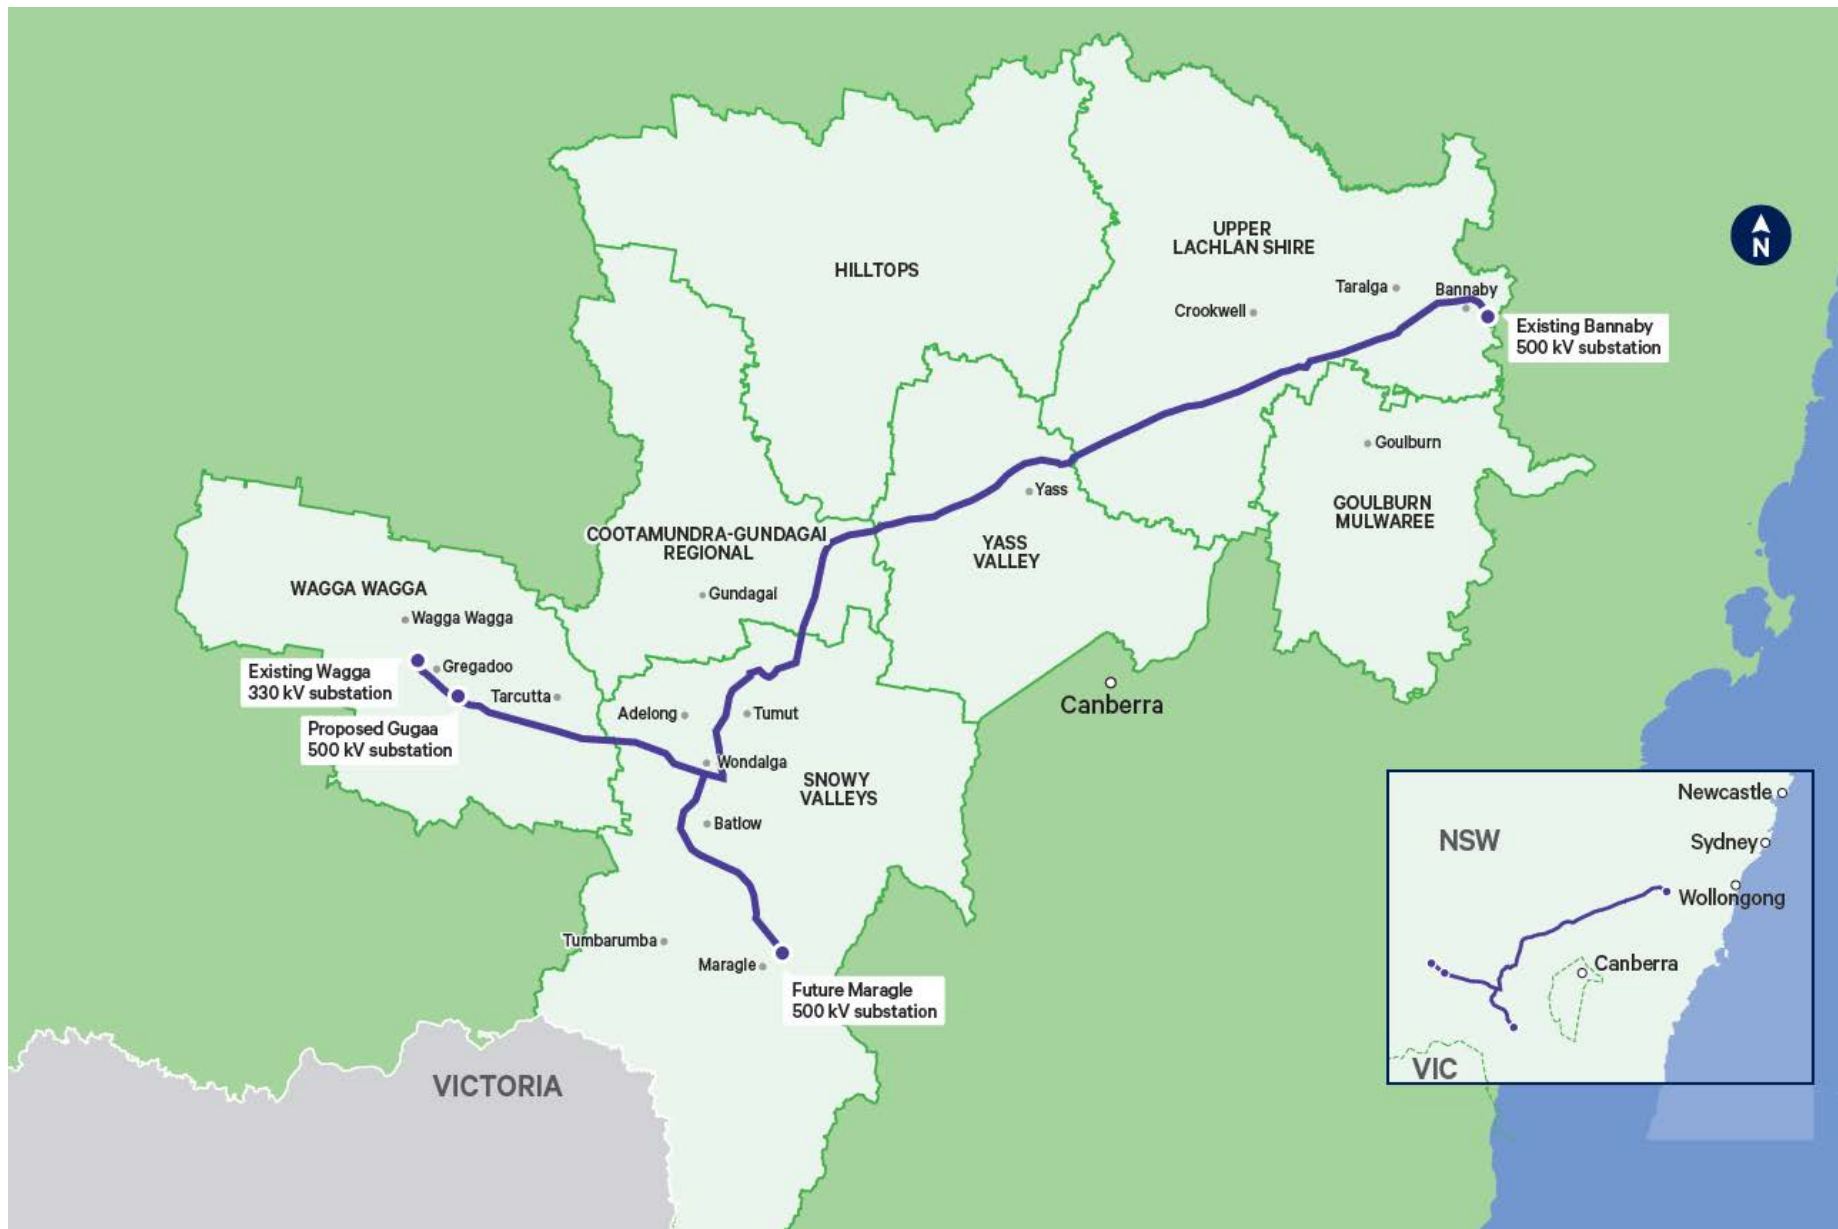 UPPER
LACHLAN SHIRE
N
HILLTOPS
Taralga
Bannaby
Crookwell
Existing Bannaby
500 kV substation
Goulburn
Yass
GOULBURN
MULWAREE
COOTAMUNDRA-GUNDAGAI
REGIONAL
YASS
VALLEY
WAGGA WAGGA
Gundagai
Wagga Wagga
Existing Wagga
330 kV substation
Gregadoo
Tarcutta
Canberra
Adelong
Tumut
Proposed Gugaa
500 kV substation
Wondalga
SNOWY
VALLEYS
Batlow
Tumbarumba
Maragle
Future Maragle
500 kV substation
VICTORIA
Newcastle
NSW
Sydney
Wollongong
Canberra
VIC